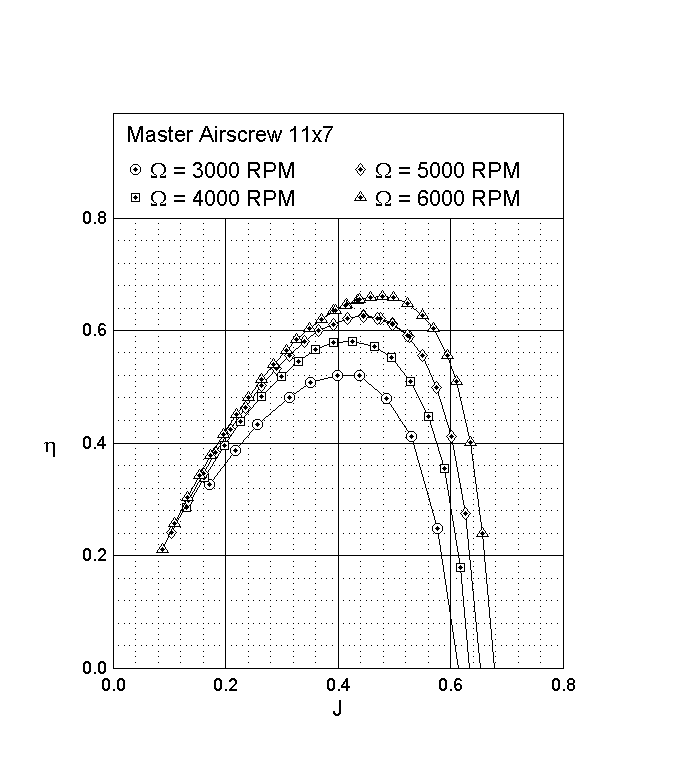 Master Airscrew 11x7
Ω = 3000 RPM Ω = 5000 RPM
Ω = 4000 RPM Ω = 6000 RPM
0.8
0.6
0.4
η
0.2
0.0
0.0 0.2 0.4 0.6 0.8
J